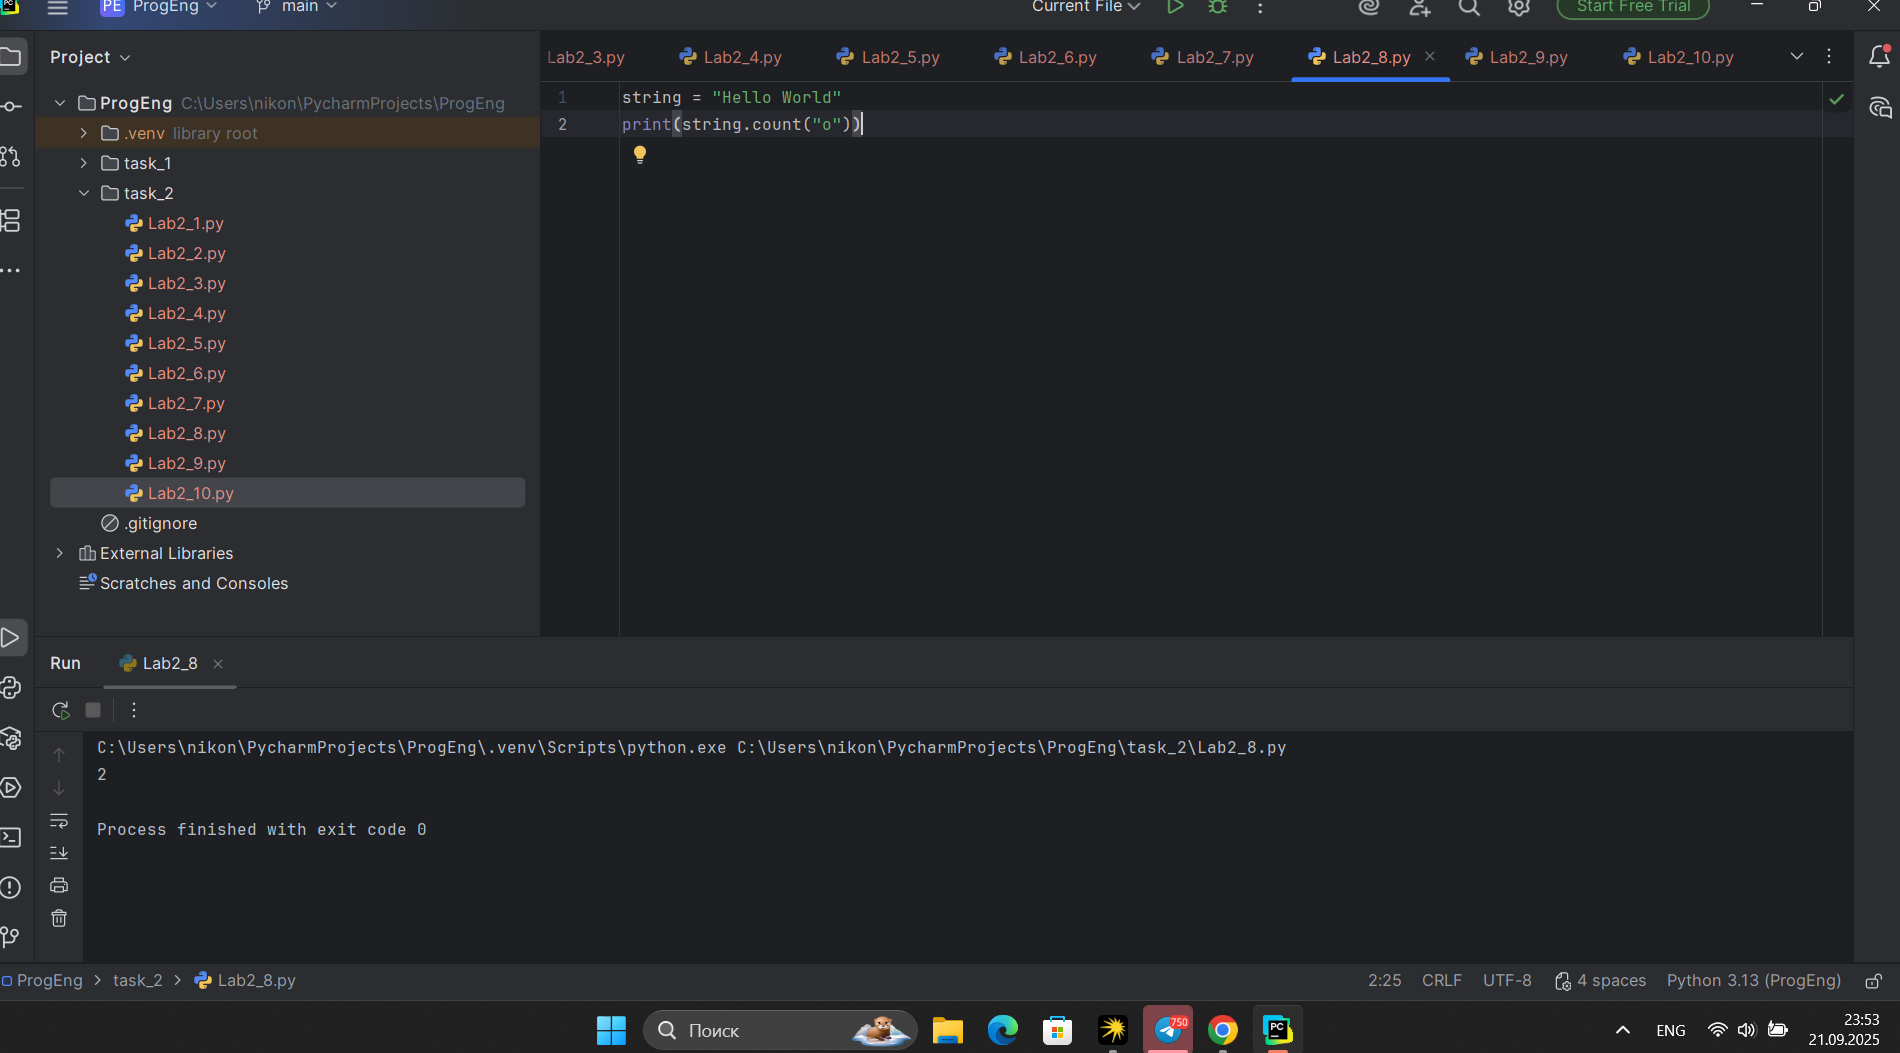 PC PE ProgEng main Current File Start Free Trial
Project
Lab2_3.py Lab2_4.py Lab2_5.py Lab2_6.py Lab2_7.py Lab2_8.py Lab2_9.py Lab2_10.py
ProgEng C:\Users\nikon\PycharmProjects\ProgEng
.venv library root
task_1
task_2
Lab2_1.py
Lab2_2.py
Lab2_3.py
Lab2_4.py
Lab2_5.py
Lab2_6.py
Lab2_7.py
Lab2_8.py
Lab2_9.py
Lab2_10.py
.gitignore
External Libraries
Scratches and Consoles
1 string = "Hello World"
2 print(string.count("o"))
Run Lab2_8
C:\Users\nikon\PycharmProjects\ProgEng\.venv\Scripts\python.exe C:\Users\nikon\PycharmProjects\ProgEng\task_2\Lab2_8.py
2
Process finished with exit code 0
ProgEng > task_2 > Lab2_8.py 2:25 CRLF UTF-8 4 spaces Python 3.13 (ProgEng)
Поиск 750 PC ENG 23:53
21.09.2025